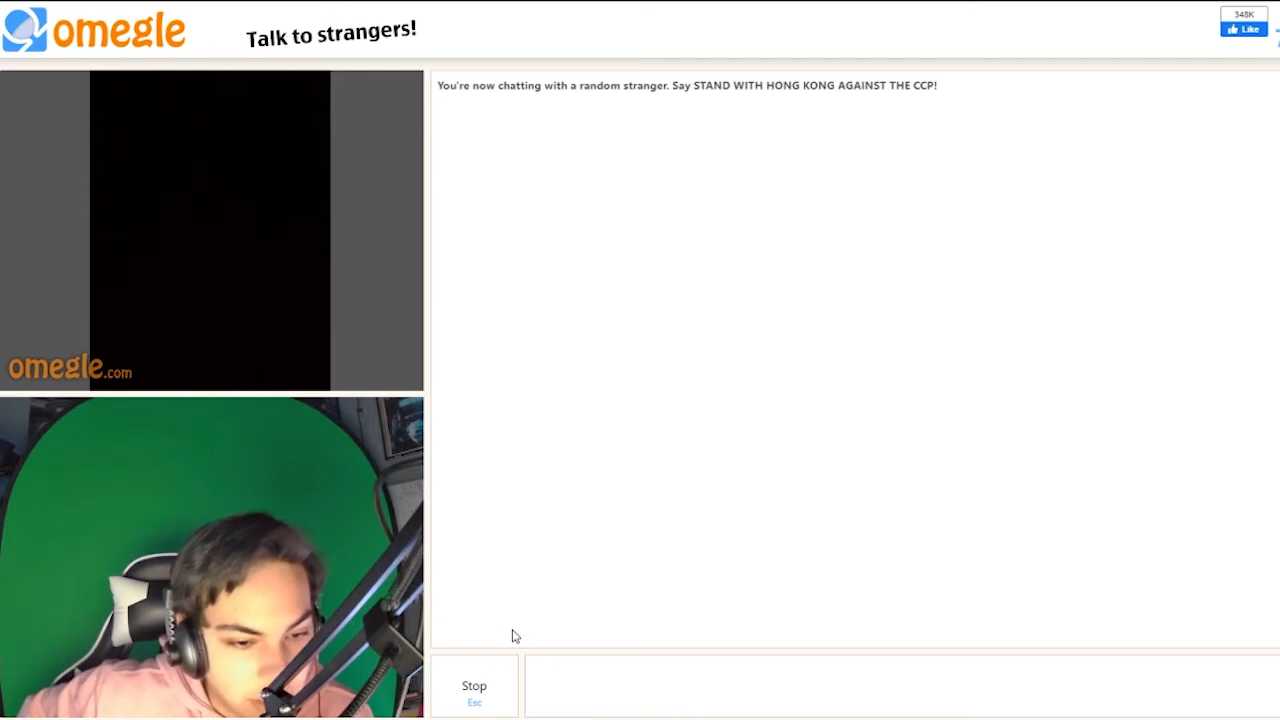 omegle
Talk to strangers!
348K
Like
You're now chatting with a random stranger. Say STAND WITH HONG KONG AGAINST THE CCP!
omegle.com
Stop
Esc